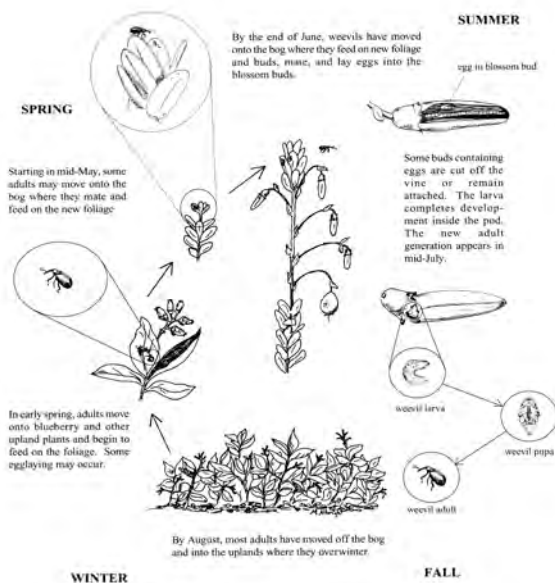 SUMMER
By the end of June, weevils have moved
onto the bog where they feed on new foliage
and buds, mate, and lay eggs into the
blossom buds.
egg in blossom bud
SPRING
Starting in mid-May, some
adults may move onto the
bog where they mate and
feed on the new foliage
Some buds containing
eggs are cut off the
vine or remain
attached. The larva
complexes develop-
ment inside the pod.
The new adult
generation appears in
mid-July.
weevil larva
weevil pupa
weevil adult
In early spring, adults move
onto blueberry and other
upland plants and begin to
feed on the foliage. Some
egglaying may occur.
By August, most adults have moved off the bog
and into the uplands where they overwinter.
WINTER
FALL